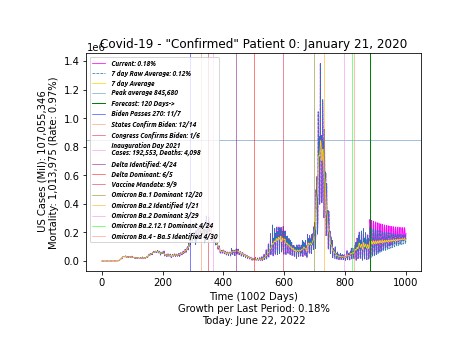 Covid-19 - "Confirmed" Patient 0: January 21, 2020
1e6
1.4
1.2
1.0
0.8
0.6
0.4
0.2
0.0
US Cases (Mil): 107,055,346
Mortality: 1,013,975 (Rate: 0.97%)
Current: 0.18%
7 day Raw Average: 0.12%
7 day Average
Peak average 845,680
Forecast: 120 Days->
Biden Passes 270: 11/7
States Confirm Biden: 12/14
Congress Confirms Biden: 1/6
Inauguration Day 2021
Cases: 192,553, Deaths: 4,098
Delta Identified: 4/24
Delta Dominant: 6/5
Vaccine Mandate: 9/9
Omicron Ba.1 Dominant 12/20
Omicron Ba.2 Identified 1/21
Omicron Ba.2 Dominant 3/29
Omicron BA.2.12.1 Dominant 4/24
Omicron Ba.4 - Ba.5 Identified 4/30
0
200
400
600
800
1000
Time (1002 Days)
Growth per Last Period: 0.18%
Today: June 22, 2022